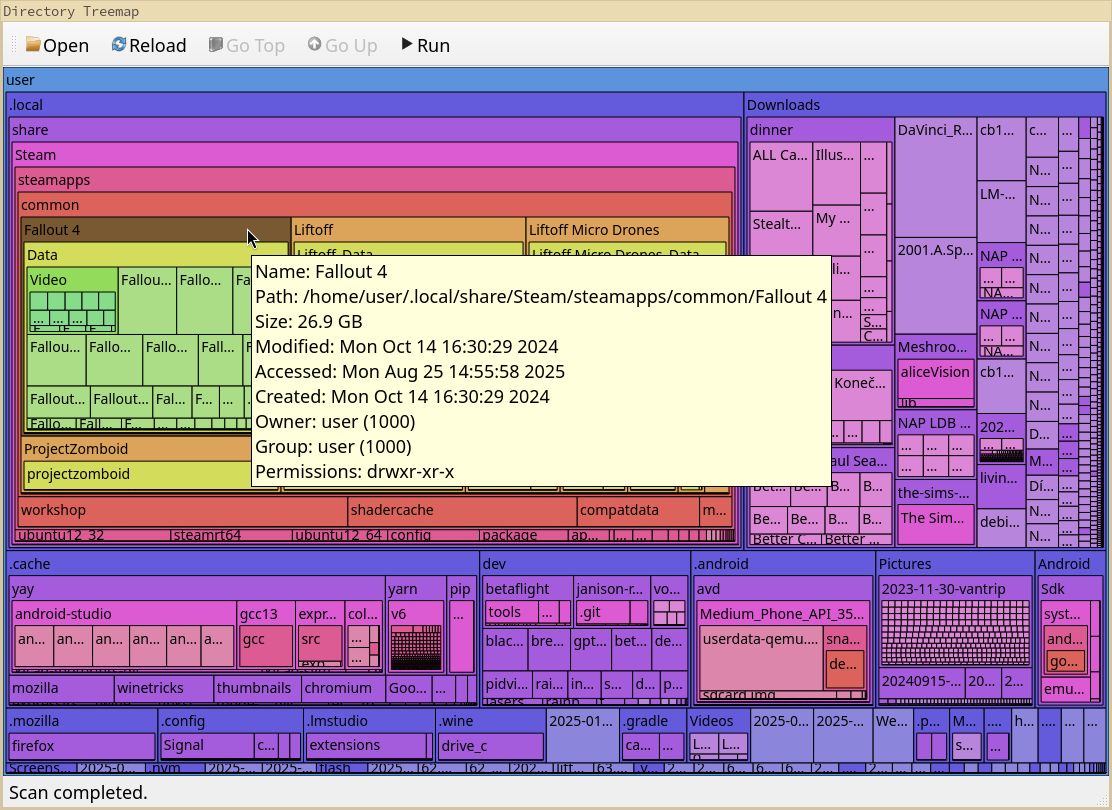 Directory Treemap
Open Reload Go Top Go Up Run
user
.local Downloads
share dinner DaVinci_R... cb1... c... ...
Steam ALL Ca... Illus... ...
steamapps N... ...
common LM-... N...
Fallout 4 Liftoff Liftoff Micro Drones Stealt... My ... ...
Data Liftoff_Data Liftoff Micro Drones_Data 2001.A.Sp... NAP ...
Video Fallou... Fallo... Fa
Name: Fallout 4
Path: /home/user/.local/share/Steam/steamapps/common/Fallout 4
Size: 26.9 GB
Modified: Mon Oct 14 16:30:29 2024
Accessed: Mon Aug 25 14:55:58 2025
Created: Mon Oct 14 16:30:29 2024
Owner: user (1000)
Group: user (1000)
Permissions: drwxr-xr-x
NA... NAP ... S... C... NA...
Fallou... Fallo... Fallo... Fall... F Meshroo...
aliceVision cb1... Koneč...
Fallout... Fallout... Fal... F... ... lib
Fallo... Fall... F... NAP LDB ... 202... D...
ProjectZomboid aul Sea... M...
projectzomboid livin... Dí...
Bet... Be... B... B... the-sims-...
workshop shadercache compatdata m... Be... Be... B... B... The Sim... debi... N...
ubuntu12_32 steamrt64 ubuntu12_64 config package ap... Better C... Better ... N...
.cache dev .android Pictures Android
yay yarn pip betaflight janison-r... vo... avd 2023-11-30-vantrip Sdk
android-studio gcc13 expr... col... v6 ... tools ... .git Medium_Phone_API_35... syst...
an... an... an... an... an... a... gcc src ... blac... bre... gpt... bet... de... userdata-qemu... sna... and...
exp ... de... go...
mozilla winetricks thumbnails chromium Goo... ... pidvi... rai... in... s... d... p... sdcard.img 20240915-... 20... 2... emu...
.mozilla .config .lmstudio .wine 2025-01... .gradle Videos 2025-0... 2025-... We... .p... M... ... h... ... ... ...
firefox Signal c... extensions drive_c ca... ... L... L... s... ...
Screens... 2025-0... .nvm 2025-... 2025-... flash 2025... 62... 62... 202... liff... 63...
Scan completed.